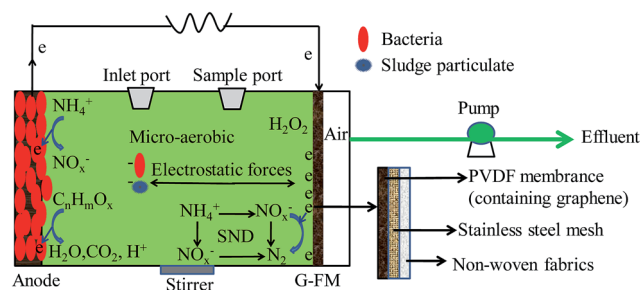 e
e
Bacteria
Sludge particulate
Inlet port
Sample port
Pump
NH₄⁺
H₂O₂
Air
Micro-aerobic
Effluent
e
e
NOₓ⁻
-
Electrostatic forces
e
-
e
PVDF membrance
(containing graphene)
CₙHₘOₓ
NH₄⁺
NOₓ⁻
e
SND
Stainless steel mesh
e
H₂O,CO₂, H⁺
NOₓ⁻
N₂
e
Non-woven fabrics
Anode
Stirrer
G-FM